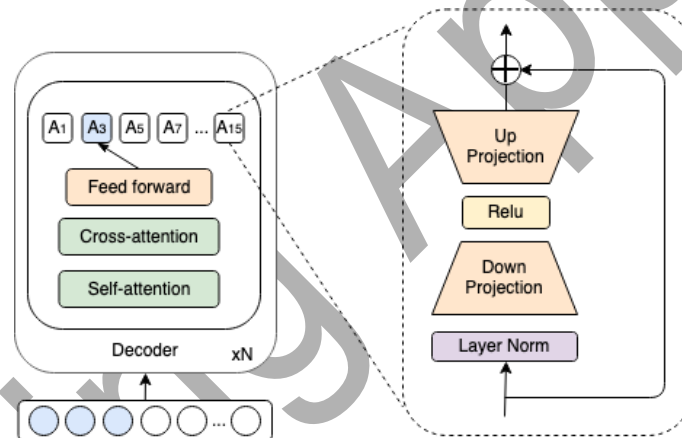 A1 A3 A5 A7 ... A15
Feed forward
Cross-attention
Self-attention
Decoder
xN
...
Up
Projection
Relu
Down
Projection
Layer Norm